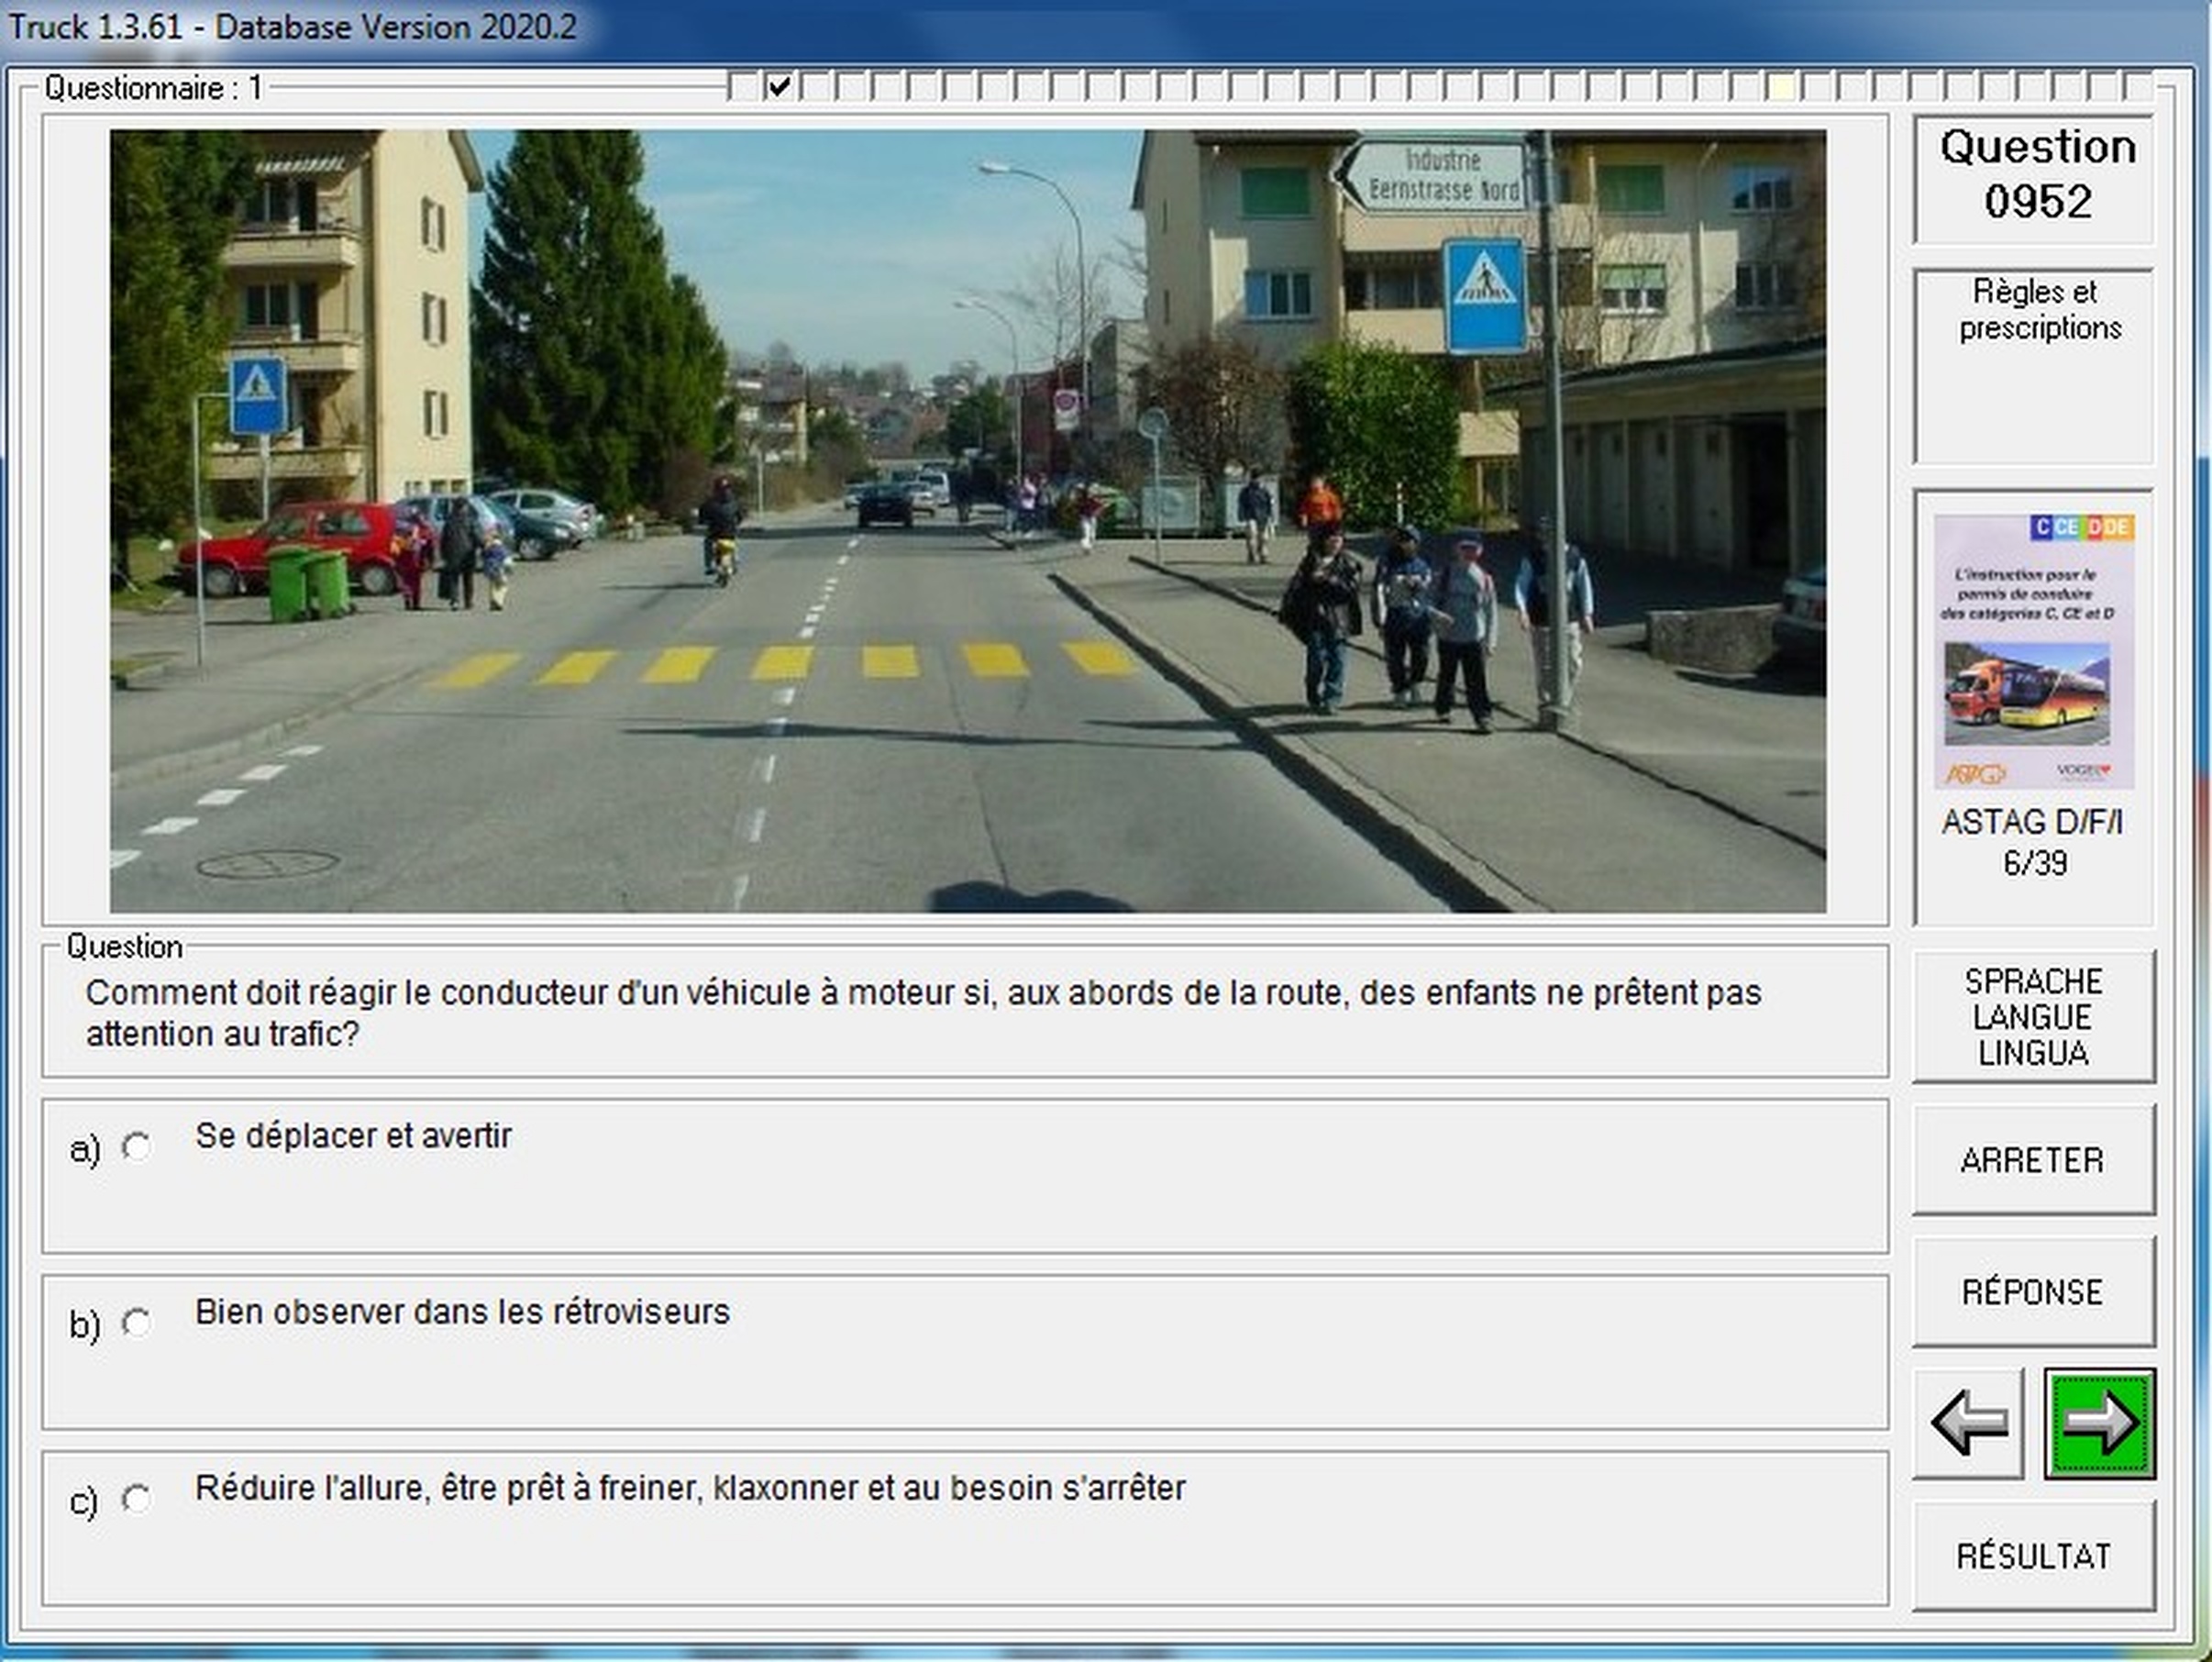 Truck 1.3.61 - Database Version 2020.2
Questionnaire : 1
Industrie
Bernstrasse Nord
Question
0952
Règles et
prescriptions
C CE D DE
L'instruction pour le
permis de conduire
des catégories C, CE et D
ASTAG
VOGEL
ASTAG D/F/I
6/39
Question
Comment doit réagir le conducteur d'un véhicule à moteur si, aux abords de la route, des enfants ne prêtent pas
attention au trafic?
a) Se déplacer et avertir
b) Bien observer dans les rétroviseurs
c) Réduire l'allure, être prêt à freiner, klaxonner et au besoin s'arrêter
SPRACHE
LANGUE
LINGUA
ARRETER
RÉPONSE
RÉSULTAT